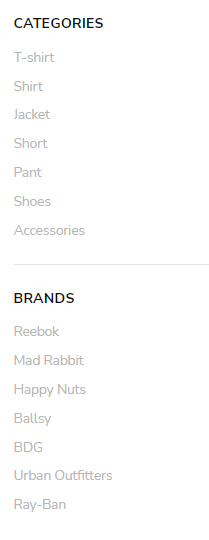 CATEGORIES
T-shirt
Shirt
Jacket
Short
Pant
Shoes
Accessories
BRANDS
Reebok
Mad Rabbit
Happy Nuts
Ballsy
BDG
Urban Outfitters
Ray-Ban